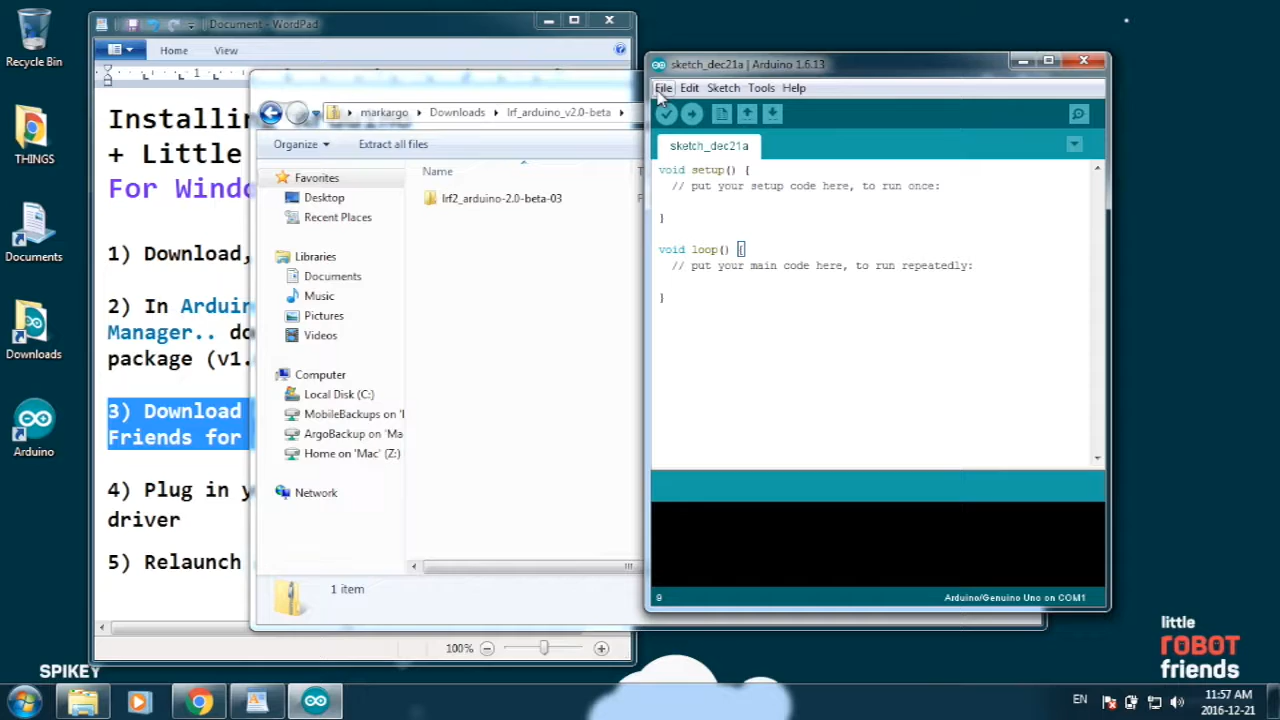 Recycle Bin
THINGS
Documents
Downloads
Arduino
Document - WordPad
Home
View
1
Installin
+ Little
For Windo
1) Download,
2) In Arduin
Manager.. do
package (v1.
3) Download
Friends for
4) Plug in y
driver
5) Relaunch
100%
markargo
Downloads
lrf_arduino_v2.0-beta
Organize
Extract all files
Favorites
Desktop
Recent Places
Libraries
Documents
Music
Pictures
Videos
Computer
Local Disk (C:)
MobileBackups on '
ArgoBackup on 'Ma
Home on 'Mac' (Z:)
Network
Name
lrf2_arduino-2.0-beta-03
1 item
sketch_dec21a | Arduino 1.6.13
File Edit Sketch Tools Help
sketch_dec21a
void setup() {
// put your setup code here, to run once:
}
void loop() {
// put your main code here, to run repeatedly:
}
9
Arduino/Genuino Uno on COM1
SPIKEY
little
ROBOT
friends
EN
11:57 AM
2016-12-21